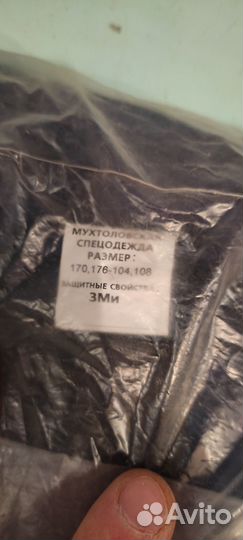 МУХТОЛОВСКАЯ
СПЕЦОДЕЖДА
РАЗМЕР:
170,176-104,108
ЗАЩИТНЫЕ СВОЙСТВА:
ЗМи
Avito